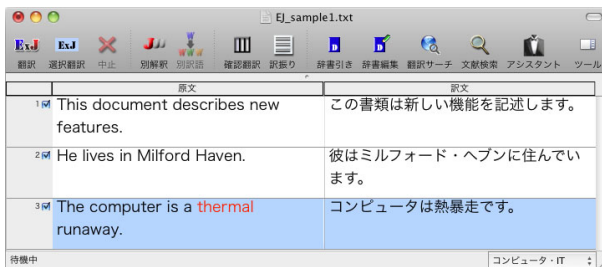 EJ_sample1.txt
翻訳 選択翻訳 中止 別解釈 別訳語 確認翻訳 訳振り 辞書引き 辞書編集 翻訳サーチ 文献検索 アシスタント ツール
原文 訳文
1 This document describes new この書類は新しい機能を記述します。
features.
2 He lives in Milford Haven. 彼はミルフォード・ヘブンに住んでい
ます。
3 The computer is a thermal コンピュータは熱暴走です。
runaway.
待機中 コンピュータ・IT